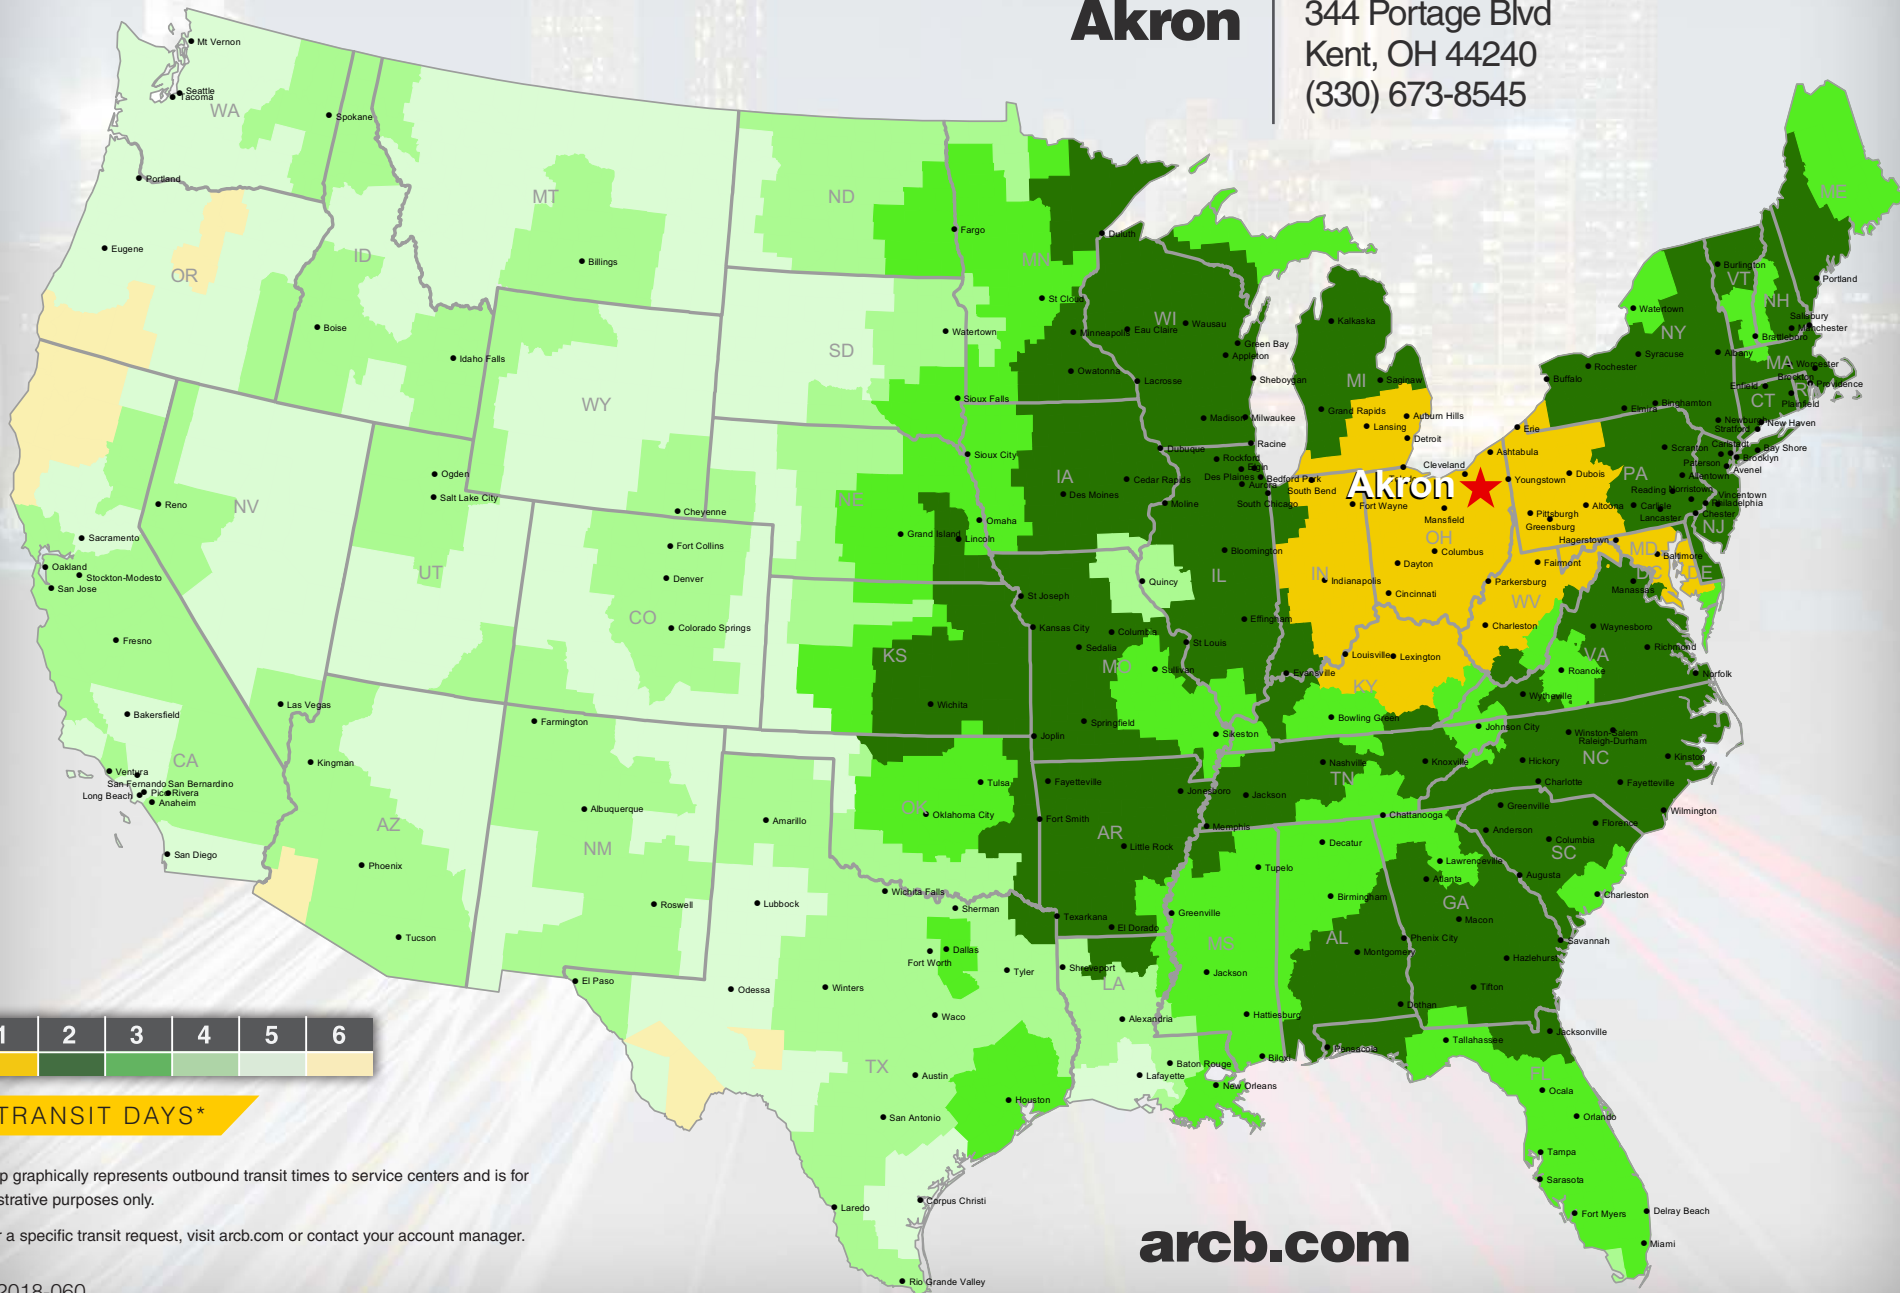 Akron
344 Portage Blvd
Kent, OH 44240
(330) 673-8545
Mt Vernon
Seattle
Tacoma
WA
Spokane
Portland
Eugene
OR
ID
Boise
Idaho Falls
MT
Billings
ND
Fargo
MN
Duluth
St Cloud
Minneapolis
Owatonna
SD
Watertown
Sioux Falls
WY
Cheyenne
WI
Eau Claire
Wausau
Green Bay
Appleton
Lacrosse
Sheboygan
Madison
Milwaukee
Racine
MI
Kalkaska
Saginaw
Grand Rapids
Auburn Hills
Lansing
Detroit
ME
Portland
VT
Burlington
NH
Salisbury
Manchester
Brattleboro
NY
Watertown
Syracuse
Rochester
Buffalo
Albany
Elmira
Binghamton
Newburgh
MA
Worcester
Brockton
Providence
RI
Enfield
CT
Plainfield
New Haven
Stratford
Bay Shore
Brooklyn
Carlstadt
Paterson
Avenel
Scranton
Allentown
PA
Erie
Dubois
Altoona
Pittsburgh
Greensburg
Reading
Norristown
Carlisle
Lancaster
Vincentown
Philadelphia
Chester
NJ
Hagerstown
MD
Baltimore
DC
DE
Manassas
Cleveland
Ashtabula
Akron
Youngstown
Mansfield
OH
Columbus
Dayton
Cincinnati
IN
South Bend
Fort Wayne
Indianapolis
Evansville
WV
Fairmont
Parkersburg
Charleston
VA
Waynesboro
Richmond
Roanoke
Norfolk
Wytheville
KY
Louisville
Lexington
Bowling Green
IL
Rockford
Elgin
Des Plaines
Aurora
Bedford Park
South Chicago
Moline
Bloomington
Quincy
Effingham
IA
Dubuque
Cedar Rapids
Des Moines
Sioux City
NE
Omaha
Grand Island
Lincoln
NV
Reno
Las Vegas
UT
Ogden
Salt Lake City
CO
Fort Collins
Denver
Colorado Springs
KS
Wichita
MO
St Joseph
Kansas City
Columbia
Sedalia
St Louis
Sullivan
Springfield
Joplin
Sikeston
CA
Sacramento
Oakland
Stockton-Modesto
San Jose
Fresno
Bakersfield
Ventura
San Fernando
San Bernardino
Long Beach
Pico Rivera
Anaheim
San Diego
AZ
Kingman
Phoenix
Tucson
NM
Farmington
Albuquerque
Roswell
OK
Tulsa
Oklahoma City
AR
Fayetteville
Fort Smith
Jonesboro
Little Rock
Texarkana
El Dorado
TN
Nashville
Jackson
Memphis
Knoxville
Johnson City
Chattanooga
NC
Winston-Salem
Raleigh-Durham
Hickory
Charlotte
Fayetteville
Kinston
Wilmington
SC
Greenville
Anderson
Columbia
Florence
Charleston
GA
Lawrenceville
Atlanta
Augusta
Macon
Savannah
Hazlehurst
Tifton
AL
Decatur
Birmingham
Montgomery
Phenix City
Dothan
MS
Tupelo
Greenville
Jackson
Hattiesburg
Biloxi
LA
Shreveport
Alexandria
Baton Rouge
Lafayette
New Orleans
TX
Amarillo
Lubbock
Wichita Falls
Sherman
Dallas
Fort Worth
Tyler
El Paso
Odessa
Winters
Waco
Austin
Houston
San Antonio
Corpus Christi
Laredo
Rio Grande Valley
FL
Pensacola
Tallahassee
Jacksonville
Ocala
Orlando
Tampa
Sarasota
Fort Myers
Delray Beach
Miami
1 2 3 4 5 6
TRANSIT DAYS*
p graphically represents outbound transit times to service centers and is for
strative purposes only.
r a specific transit request, visit arcb.com or contact your account manager.
2018-060
arcb.com